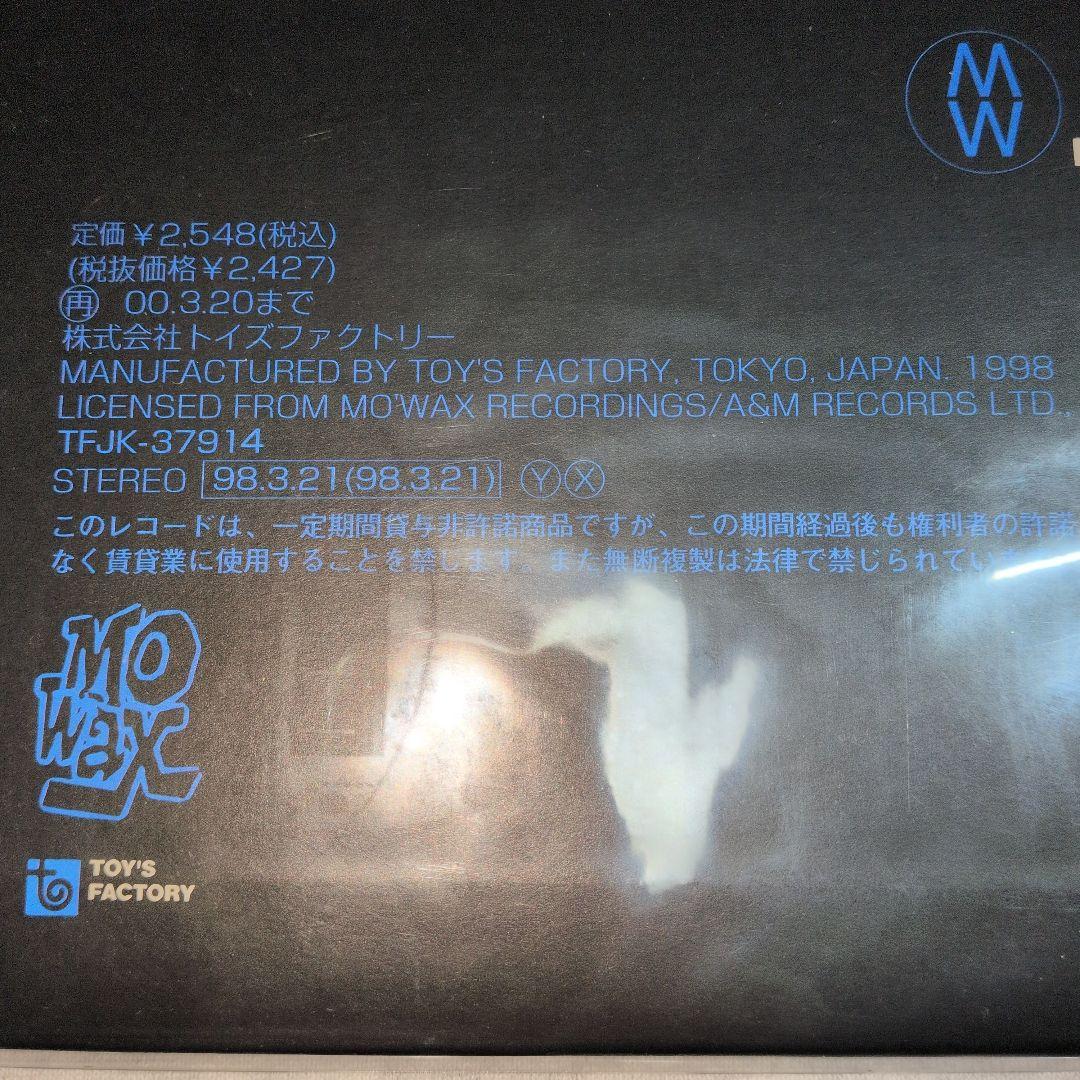 M
W
定価￥2,548(税込)
(税抜価格￥2,427)
再 00.3.20まで
株式会社トイズファクトリー
MANUFACTURED BY TOY'S FACTORY, TOKYO, JAPAN. 1998
LICENSED FROM MO'WAX RECORDINGS/A&M RECORDS LTD.,
TFJK-37914
STEREO 98.3.21(98.3.21) Ⓨ Ⓧ
このレコードは、一定期間貸与非許諾商品ですが、この期間経過後も権利者の許諾
なく賃貸業に使用することを禁じます。また無断複製は法律で禁じられてい
MO
WAX
TOY'S
FACTORY